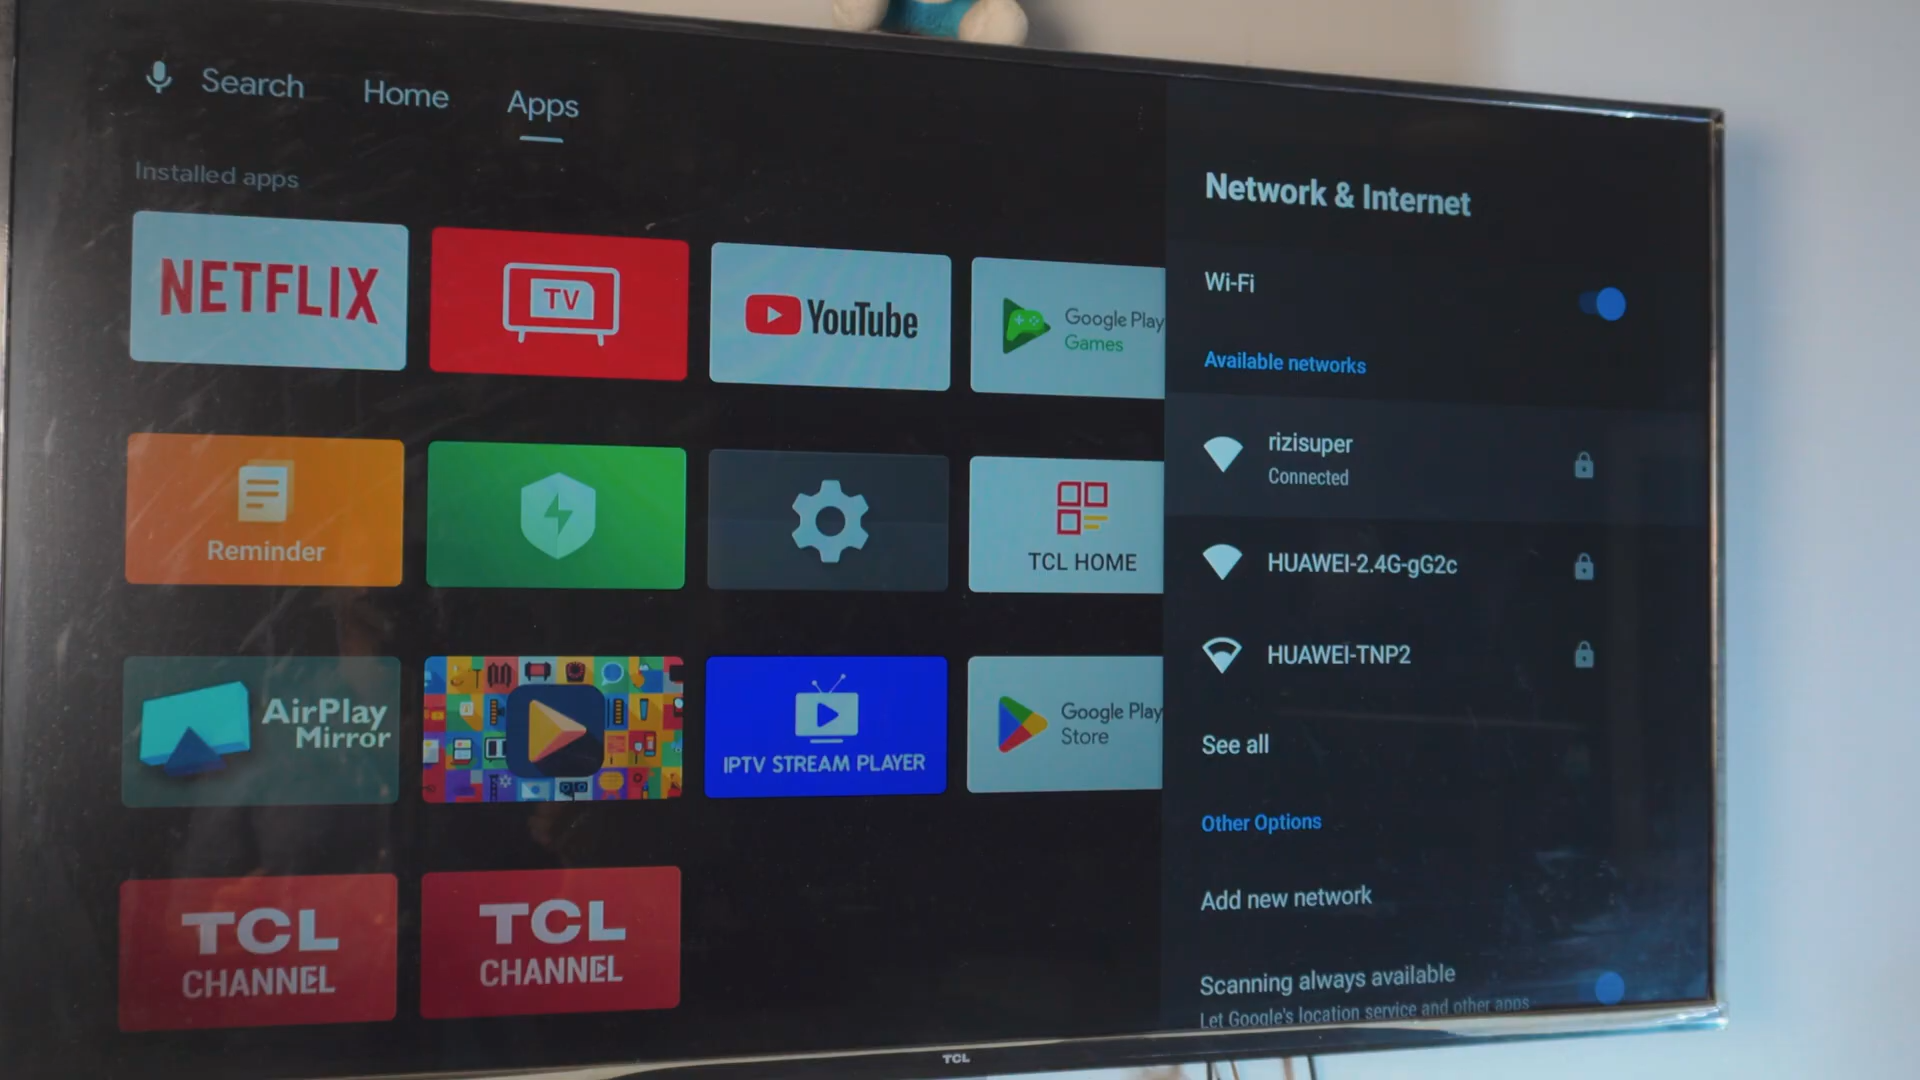 Search Home Apps
Installed apps
NETFLIX
TV
YouTube
Google Play
Games
Reminder
TCL HOME
AirPlay
Mirror
IPTV STREAM PLAYER
Google Play
Store
TCL
CHANNEL
TCL
CHANNEL
Network & Internet
Wi-Fi
Available networks
rizisuper
Connected
HUAWEI-2.4G-gG2c
HUAWEI-TNP2
See all
Other Options
Add new network
Scanning always available
Let Google's location service and other apps
TCL